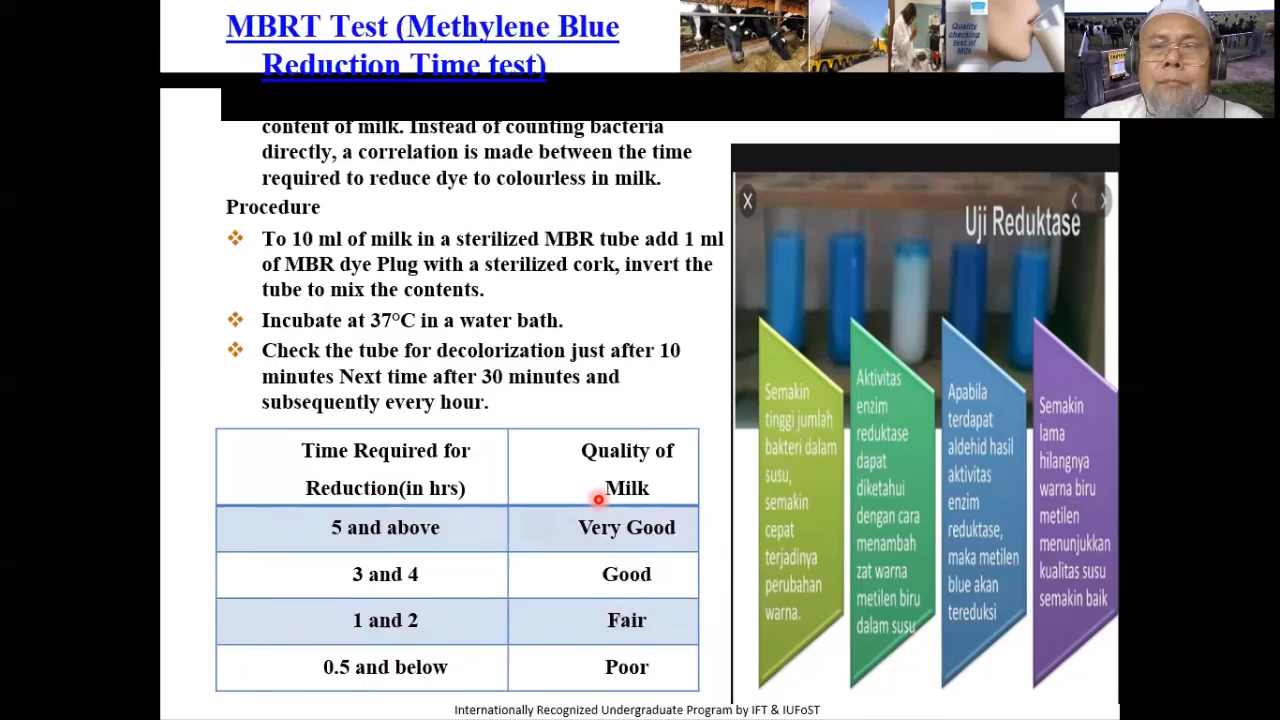 MBRT Test (Methylene Blue
Reduction Time test)
Quality
checking
test of
Milk
content of milk. Instead of counting bacteria
directly, a correlation is made between the time
required to reduce dye to colourless in milk.
Procedure
To 10 ml of milk in a sterilized MBR tube add 1 ml
of MBR dye Plug with a sterilized cork, invert the
tube to mix the contents.
Incubate at 37°C in a water bath.
Check the tube for decolorization just after 10
minutes Next time after 30 minutes and
subsequently every hour.
Time Required for
Reduction(in hrs)
Quality of
Milk
5 and above
Very Good
3 and 4
Good
1 and 2
Fair
0.5 and below
Poor
Uji Reduktase
Semakin
tinggi jumlah
bakteri dalam
susu,
semakin
cepat
terjadinya
perubahan
warna.
Aktivitas
enzim
reduktase
dapat
diketahui
dengan cara
menambah
zat warna
metilen biru
dalam susu
Apabila
terdapat
aldehid hasil
aktivitas
enzim
reduktase,
maka metilen
blue akan
tereduksi
Semakin
lama
hilangnya
warna biru
metilen
menunjukkan
kualitas susu
semakin baik
Internationally Recognized Undergraduate Program by IFT & IUFoST